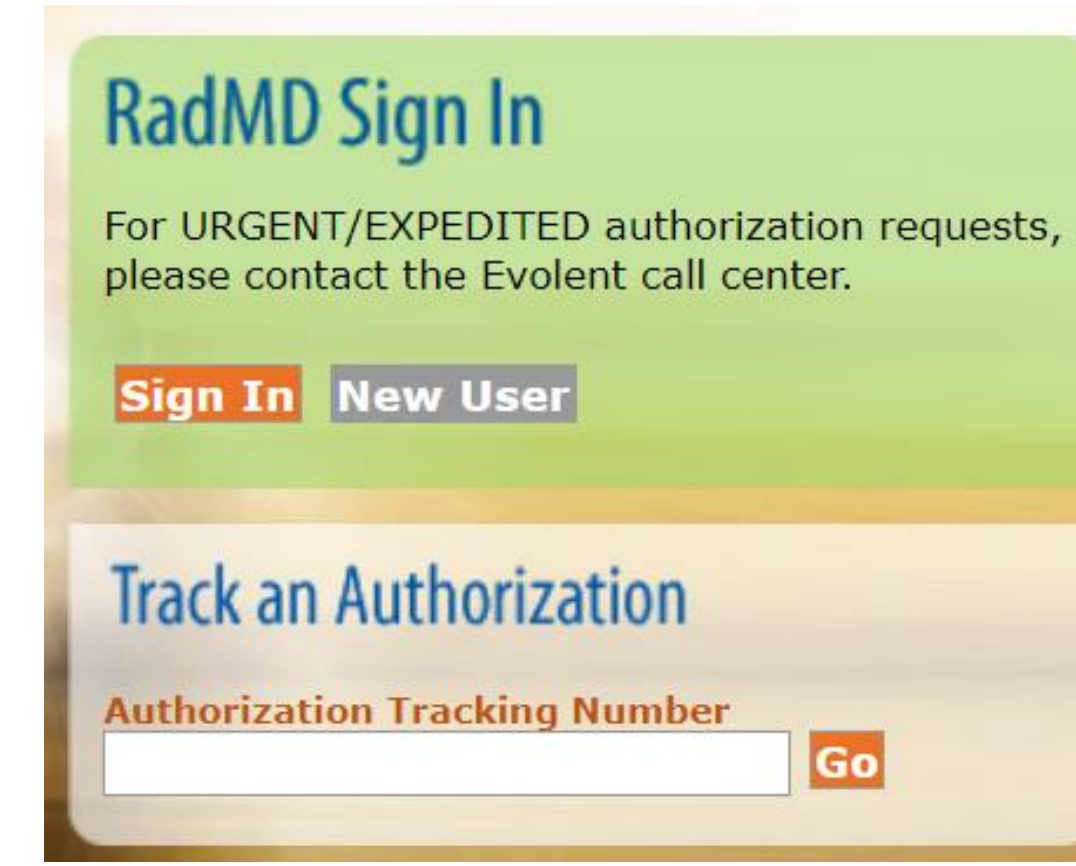 RadMD Sign In
For URGENT/EXPEDITED authorization requests,
please contact the Evolent call center.
Sign In New User
Track an Authorization
Authorization Tracking Number
Go